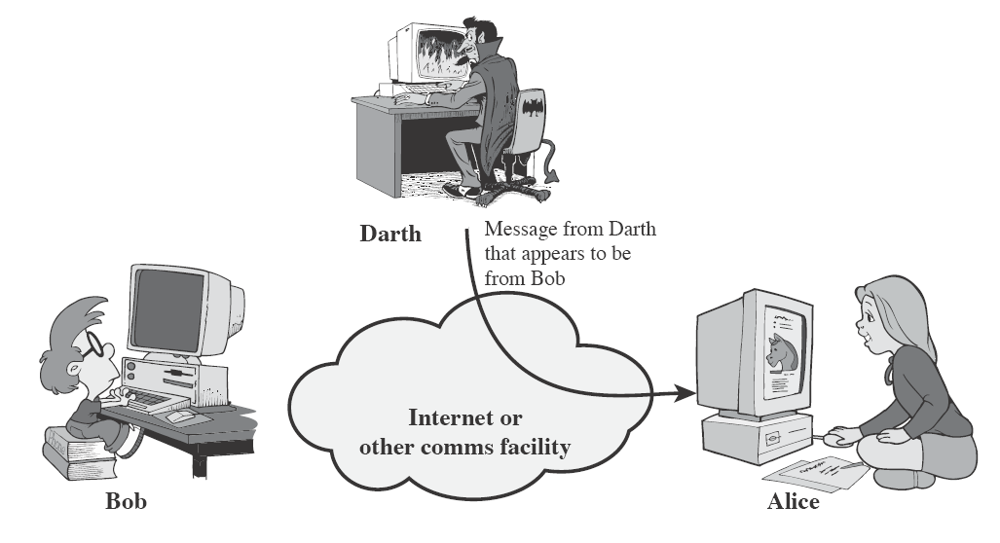 Darth
Message from Darth
that appears to be
from Bob
Internet or
other comms facility
Bob
Alice